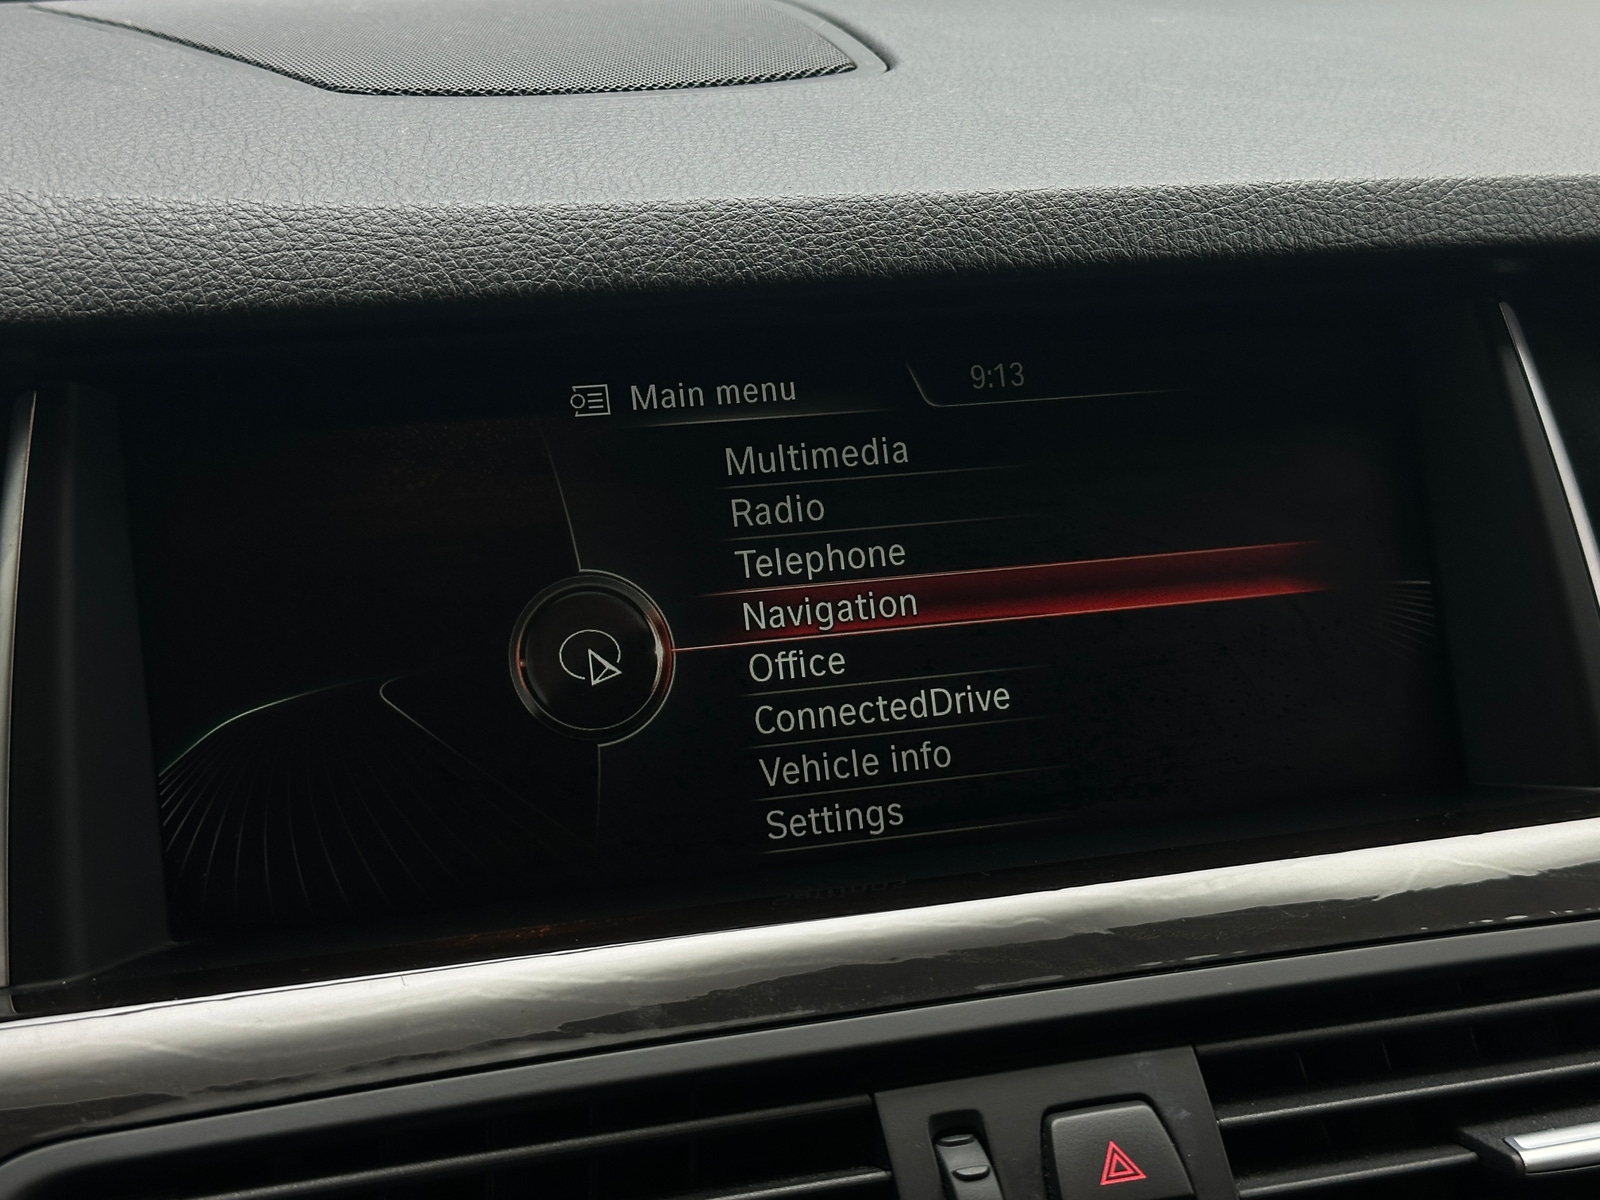 Main menu
9:13
Multimedia
Radio
Telephone
Navigation
Office
ConnectedDrive
Vehicle info
Settings